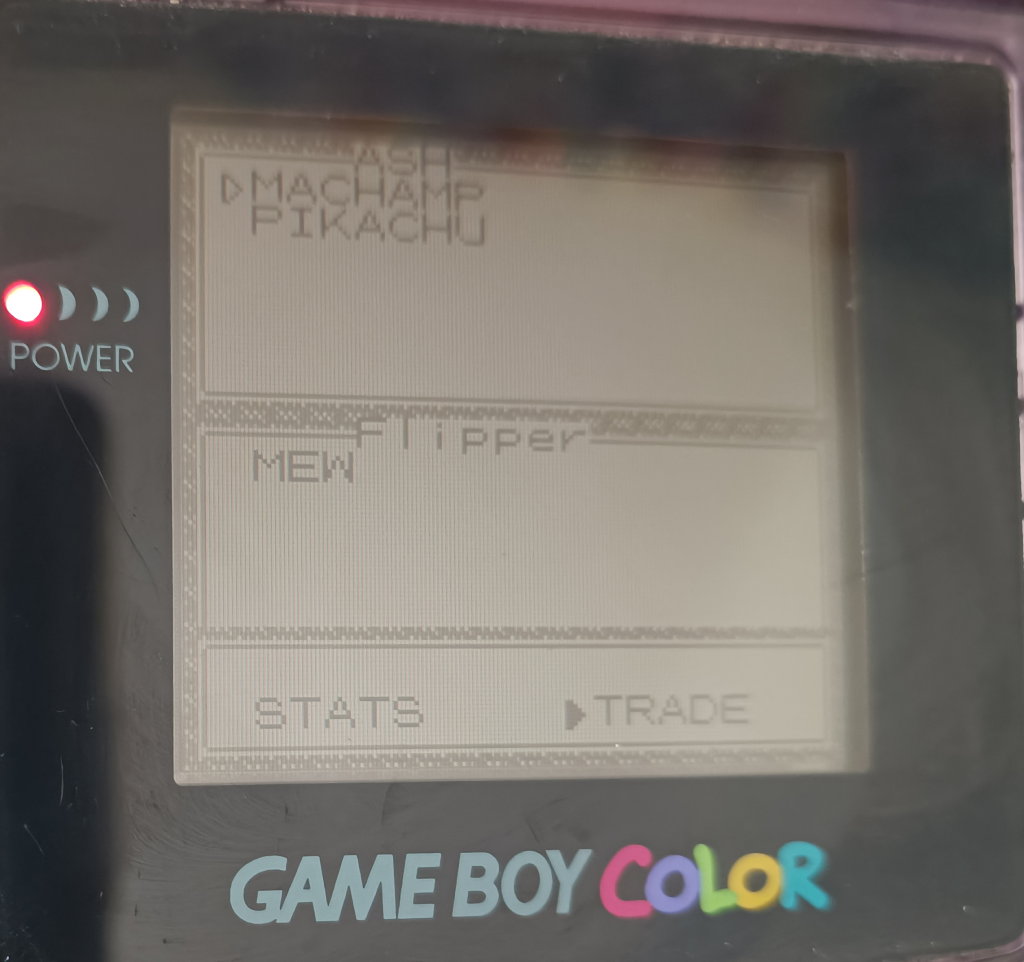 ASH
MACHAMP
PIKACHU
POWER
Flipper
MEW
STATS TRADE
GAME BOY COLOR